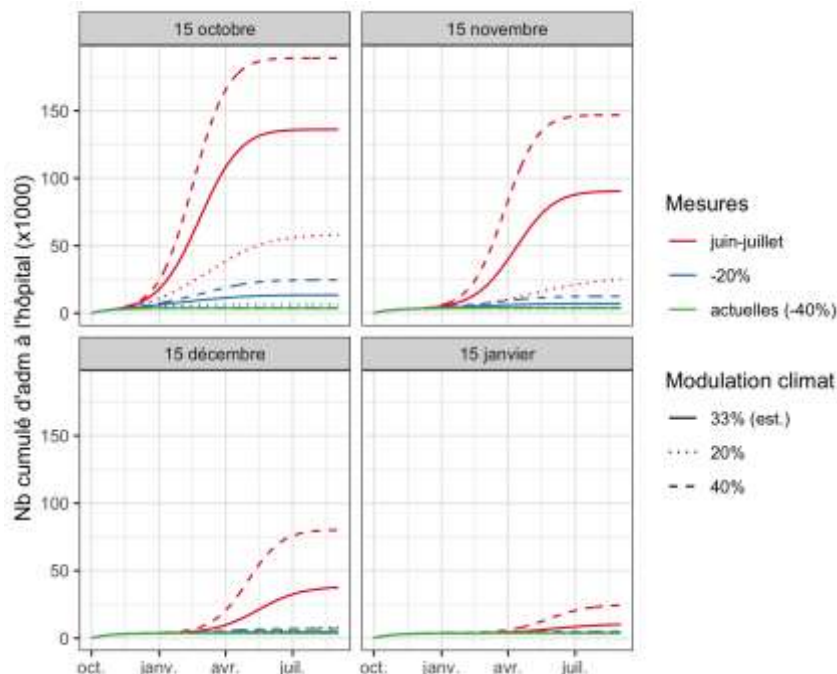 15 octobre
15 novembre
150
100
50
0
15 décembre
15 janvier
150
100
50
0
oct.
janv.
avr.
juil.
oct.
janv.
avr.
juil.
Nb cumulé d'adm à l'hôpital (x1000)
Mesures
juin-juillet
-20%
actuelles (-40%)
Modulation climat
33% (est.)
20%
40%